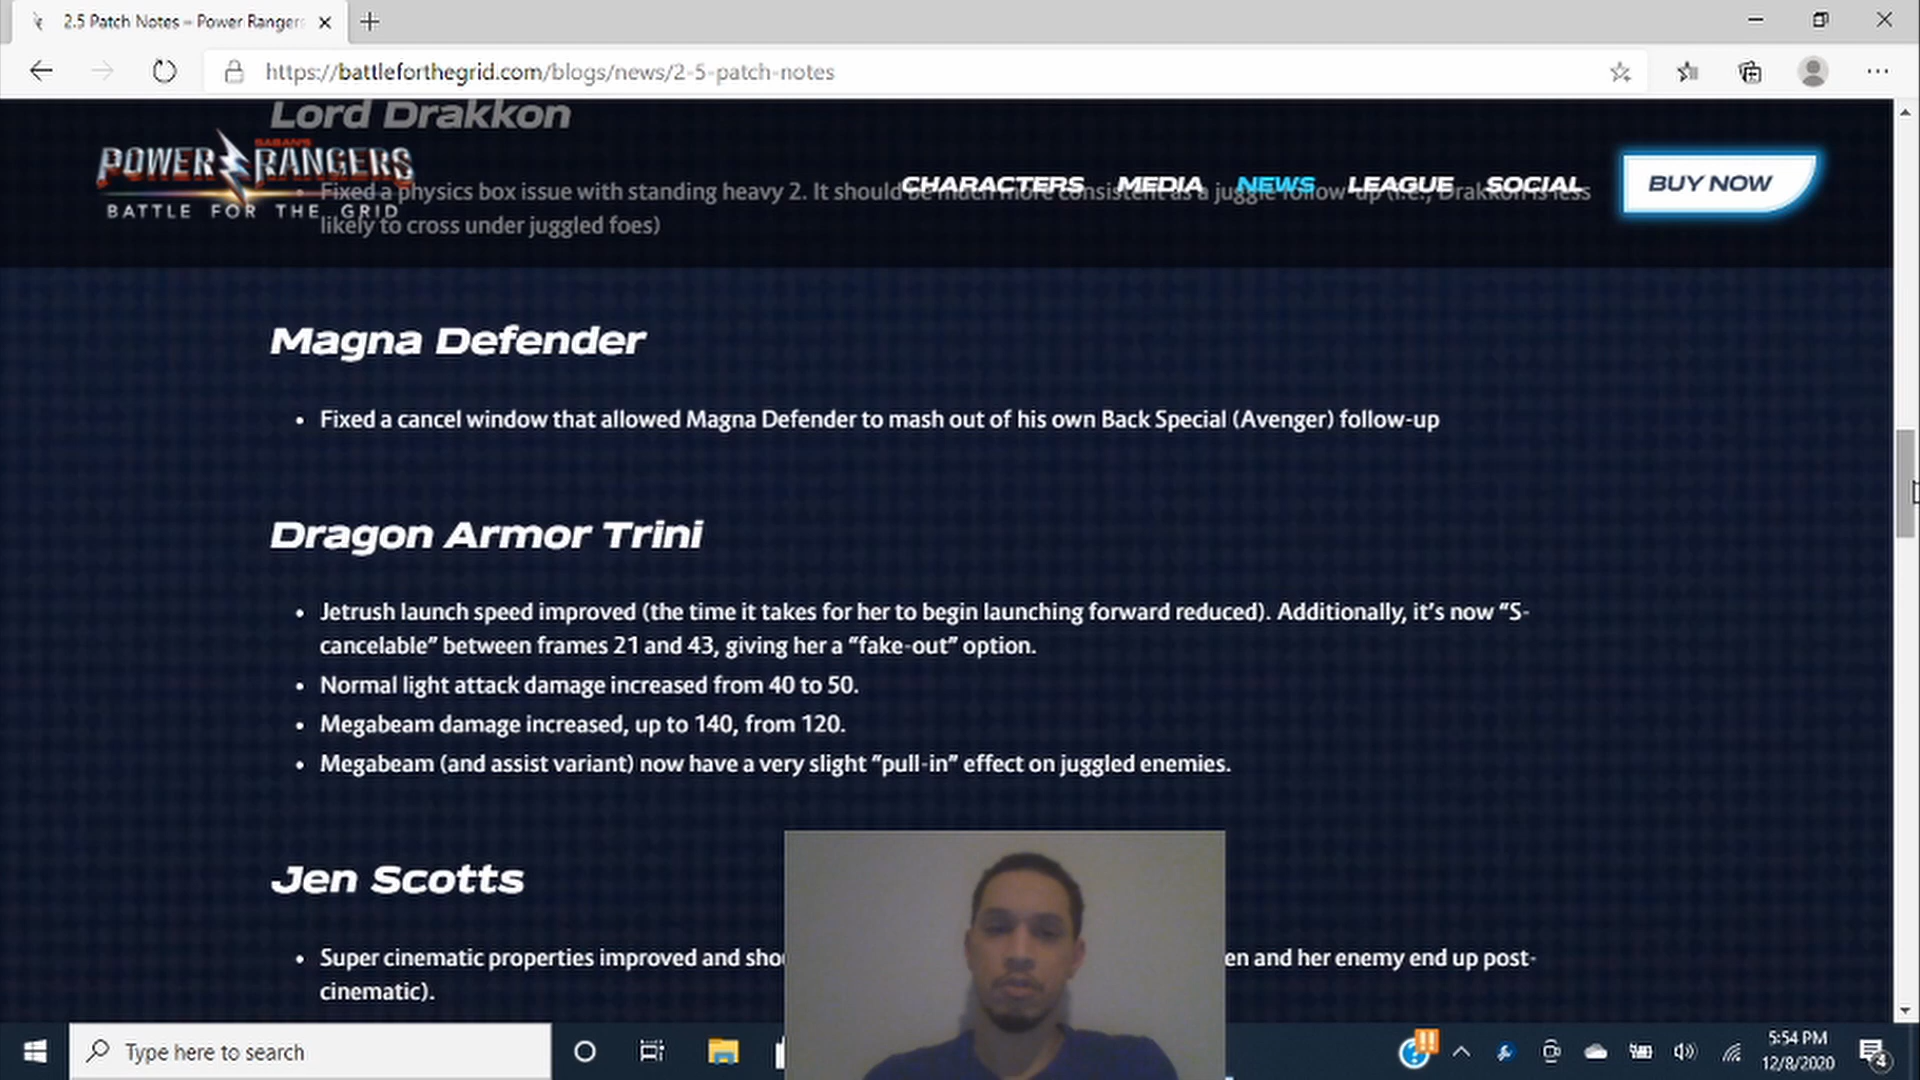 2.5 Patch Notes – Power Ranger
https://battleforthegrid.com/blogs/news/2-5-patch-notes
Lord Drakkon
SABAN'S
POWER RANGERS
BATTLE FOR THE GRID
CHARACTERS MEDIA NEWS LEAGUE SOCIAL
BUY NOW
• Fixed a physics box issue with standing heavy 2. It should be much more consistent as a juggle follow-up (i.e., Drakkon is less
likely to cross under juggled foes)
Magna Defender
• Fixed a cancel window that allowed Magna Defender to mash out of his own Back Special (Avenger) follow-up
Dragon Armor Trini
• Jetrush launch speed improved (the time it takes for her to begin launching forward reduced). Additionally, it's now “S-
cancelable” between frames 21 and 43, giving her a “fake-out” option.
• Normal light attack damage increased from 40 to 50.
• Megabeam damage increased, up to 140, from 120.
• Megabeam (and assist variant) now have a very slight “pull-in” effect on juggled enemies.
Jen Scotts
• Super cinematic properties improved and sho
en and her enemy end up post-
cinematic).
Type here to search
5:54 PM
12/8/2020
4